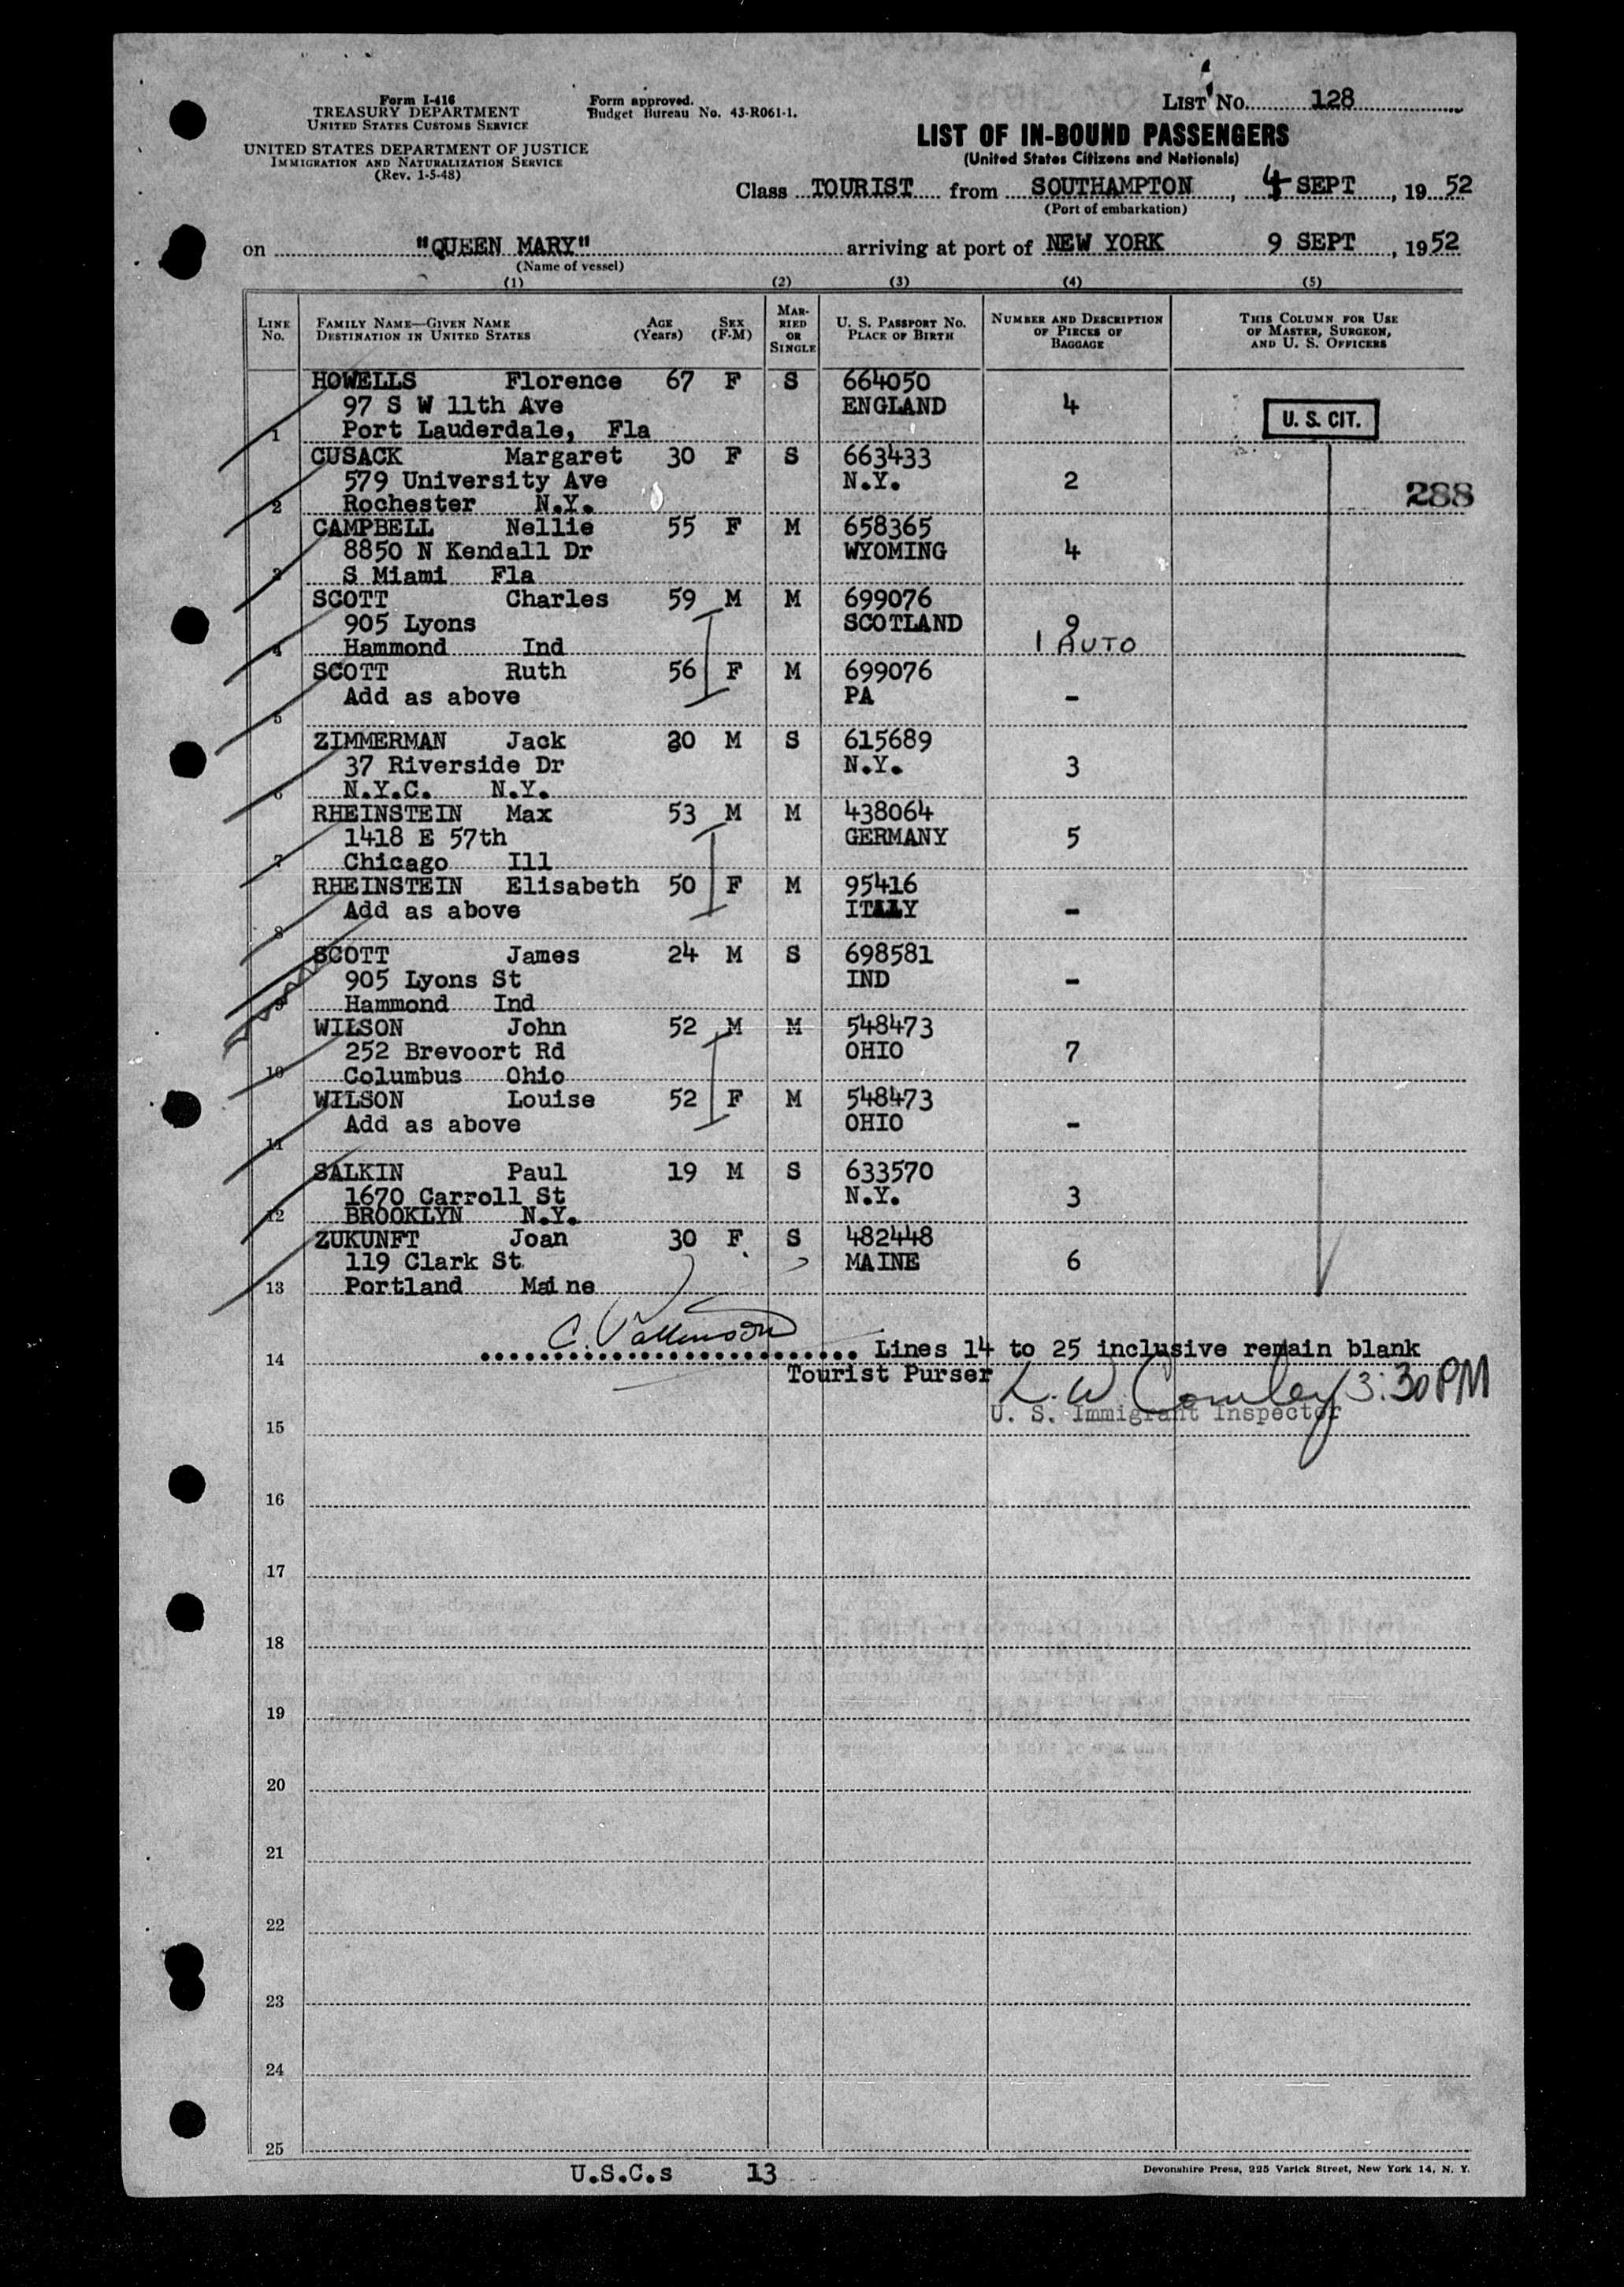 Form I-416
TREASURY DEPARTMENT
UNITED STATES CUSTOMS SERVICE
UNITED STATES DEPARTMENT OF JUSTICE
IMMIGRATION AND NATURALIZATION SERVICE
(Rev. 1-5-48)
Form approved.
Budget Bureau No. 43-R061-1.
LIST No. 128
LIST OF IN-BOUND PASSENGERS
(United States Citizens and Nationals)
Class TOURIST from SOUTHAMPTON, 4 SEPT, 1952
(Port of embarkation)
on "QUEEN MARY" arriving at port of NEW YORK 9 SEPT, 1952
(Name of vessel)
(1) (2) (3) (4) (5)
LINE No.
FAMILY NAME—GIVEN NAME
DESTINATION IN UNITED STATES
AGE (Years)
SEX (F-M)
MARRIED OR SINGLE
U. S. PASSPORT NO.
PLACE OF BIRTH
NUMBER AND DESCRIPTION OF PIECES OF BAGGAGE
THIS COLUMN FOR USE OF MASTER, SURGEON, AND U. S. OFFICERS
HOWELLS Florence 67 F S 664050
97 S W 11th Ave ENGLAND 4 U. S. CIT.
1 Port Lauderdale, Fla
CUSACK Margaret 30 F S 663433
579 University Ave N.Y. 2 288
2 Rochester N.Y.
CAMPBELL Nellie 55 F M 658365
8850 N Kendall Dr WYOMING 4
3 S Miami Fla
SCOTT Charles 59 M M 699076
905 Lyons SCOTLAND 9
4 Hammond Ind 1 AUTO
SCOTT Ruth 56 F M 699076
Add as above PA -
5
ZIMMERMAN Jack 30 M S 615689
37 Riverside Dr N.Y. 3
6 N.Y.C. N.Y.
RHEINSTEIN Max 53 M M 438064
1418 E 57th GERMANY 5
7 Chicago Ill
RHEINSTEIN Elisabeth 50 F M 95416
Add as above ITALY -
8
SCOTT James 24 M S 698581
905 Lyons St IND -
9 Hammond Ind
WILSON John 52 M M 548473
252 Brevoort Rd OHIO 7
10 Columbus Ohio
WILSON Louise 52 F M 548473
Add as above OHIO -
11
SALKIN Paul 19 M S 633570
1670 Carroll St N.Y. 3
12 BROOKLYN N.Y.
ZUKUNFT Joan 30 F S 482448
119 Clark St MAINE 6
13 Portland Maine
14 Lines 14 to 25 inclusive remain blank
Tourist Purser
L. W. Conley 3:30 PM
U. S. Immigrant Inspector
15
16
17
18
19
20
21
22
23
24
25
U.S.C.s 13
Devonshire Press, 225 Varick Street, New York 14, N. Y.